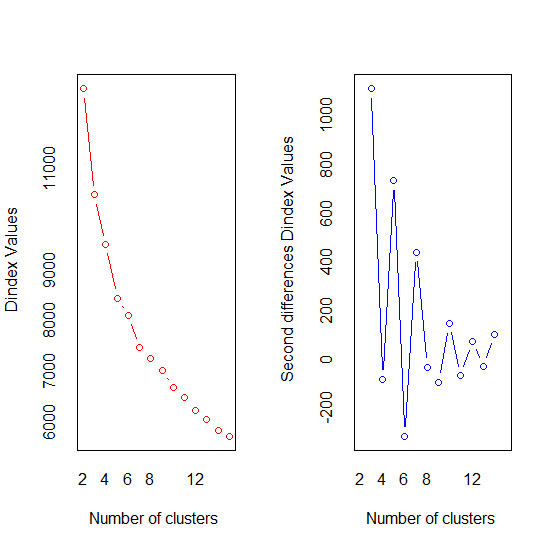 Dindex Values
11000
9000
8000
7000
6000
2 4 6 8 12
Number of clusters
Second differences Dindex Values
1000
800
600
400
200
0
-200
2 4 6 8 12
Number of clusters